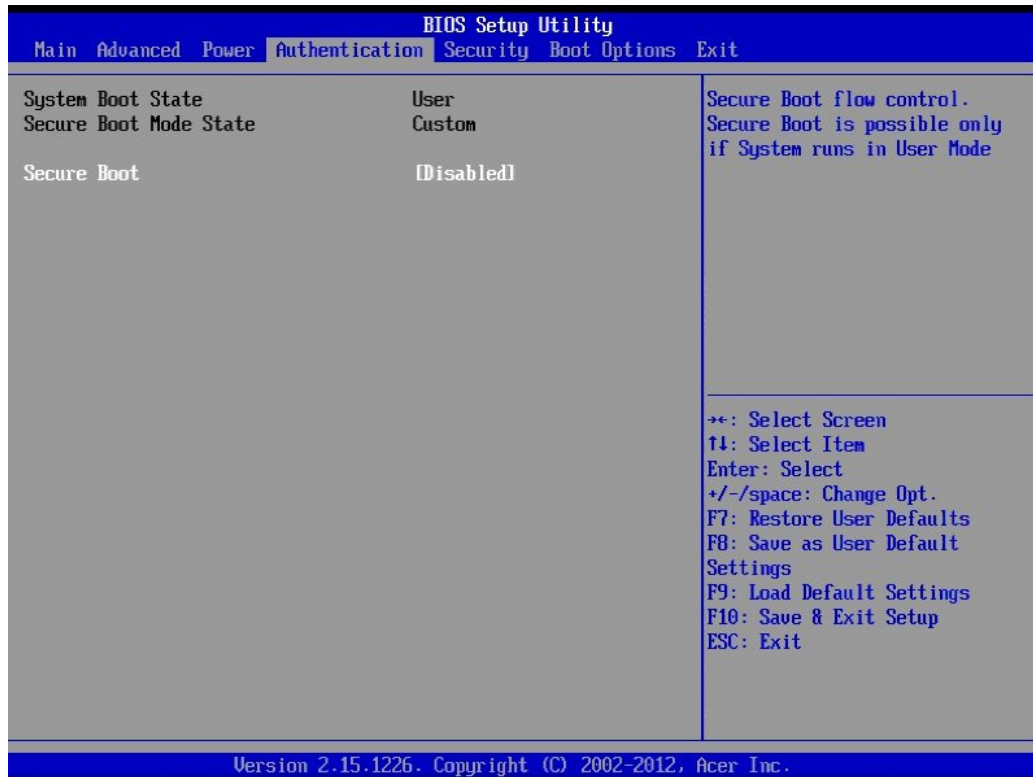 BIOS Setup Utility
Main Advanced Power Authentication Security Boot Options Exit
System Boot State User
Secure Boot Mode State Custom
Secure Boot [Disabled]
Secure Boot flow control.
Secure Boot is possible only
if System runs in User Mode
→←: Select Screen
↑↓: Select Item
Enter: Select
+/-/space: Change Opt.
F7: Restore User Defaults
F8: Save as User Default
Settings
F9: Load Default Settings
F10: Save & Exit Setup
ESC: Exit
Version 2.15.1226. Copyright (C) 2002-2012, Acer Inc.